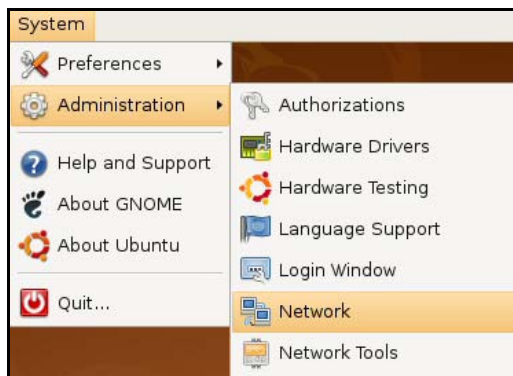 System
Preferences
Administration
Help and Support
About GNOME
About Ubuntu
Quit...
Authorizations
Hardware Drivers
Hardware Testing
Language Support
Login Window
Network
Network Tools